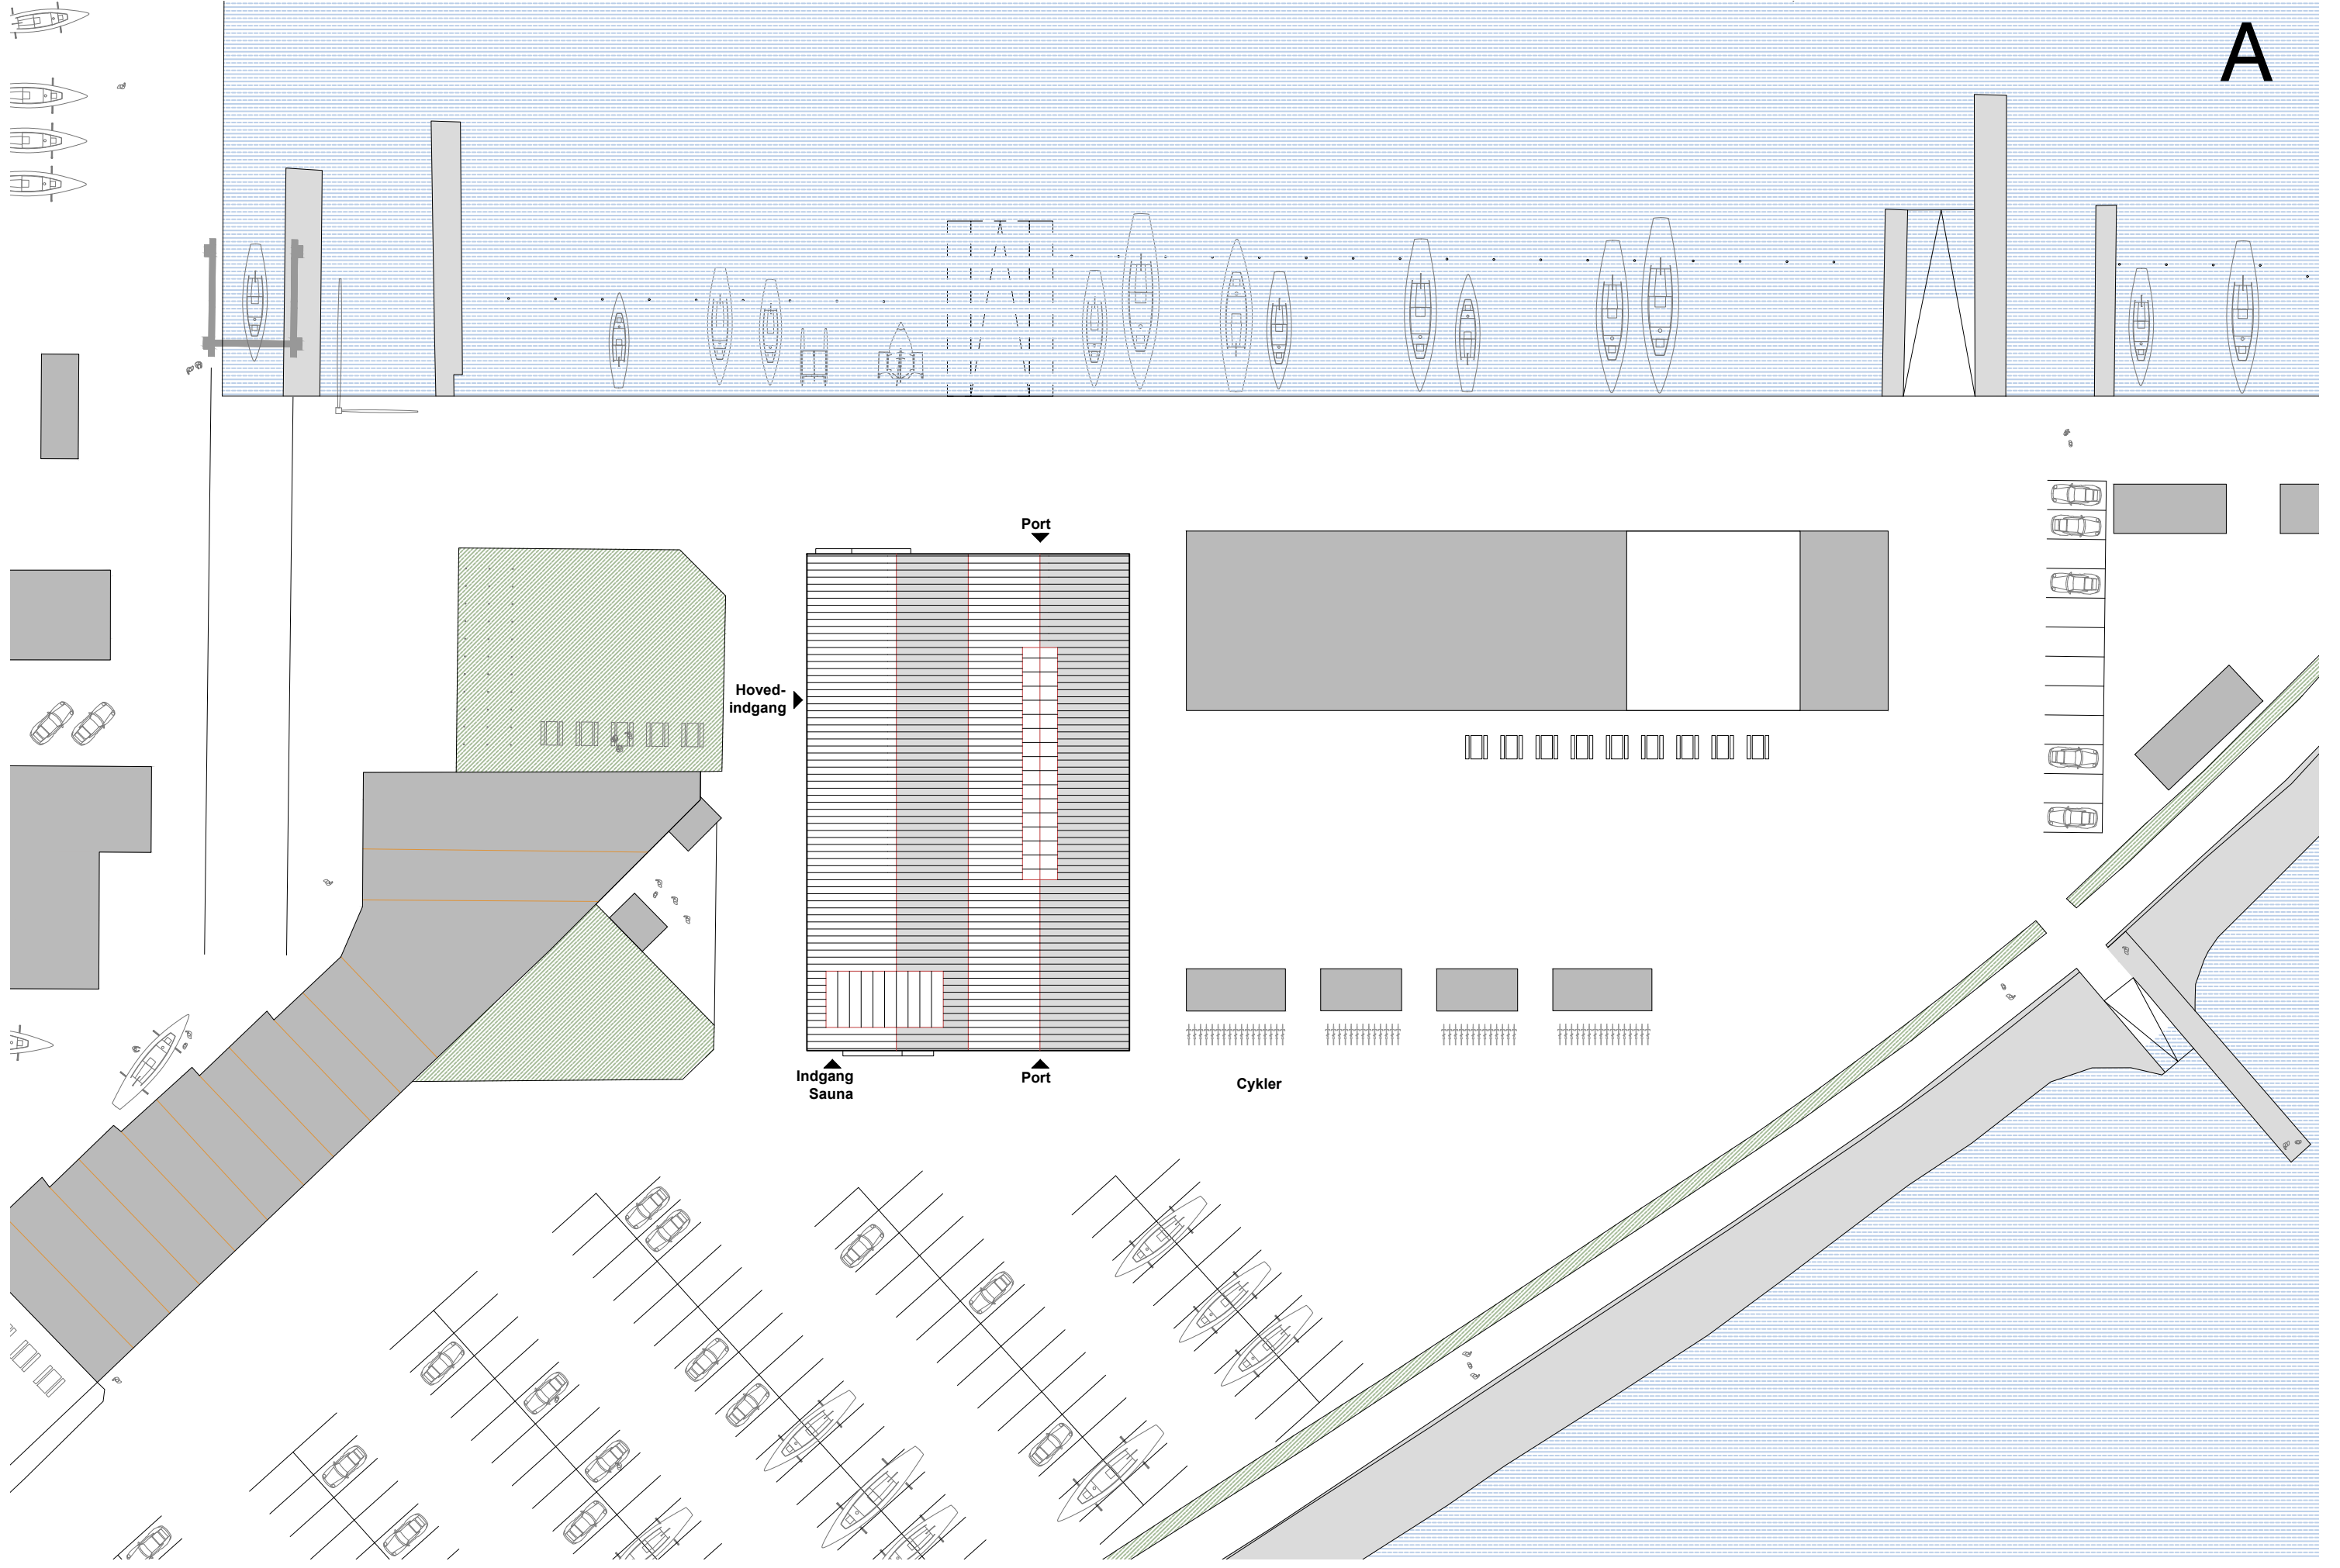 A
Port
Hoved-
indgang
Indgang
Sauna
Port
Cykler